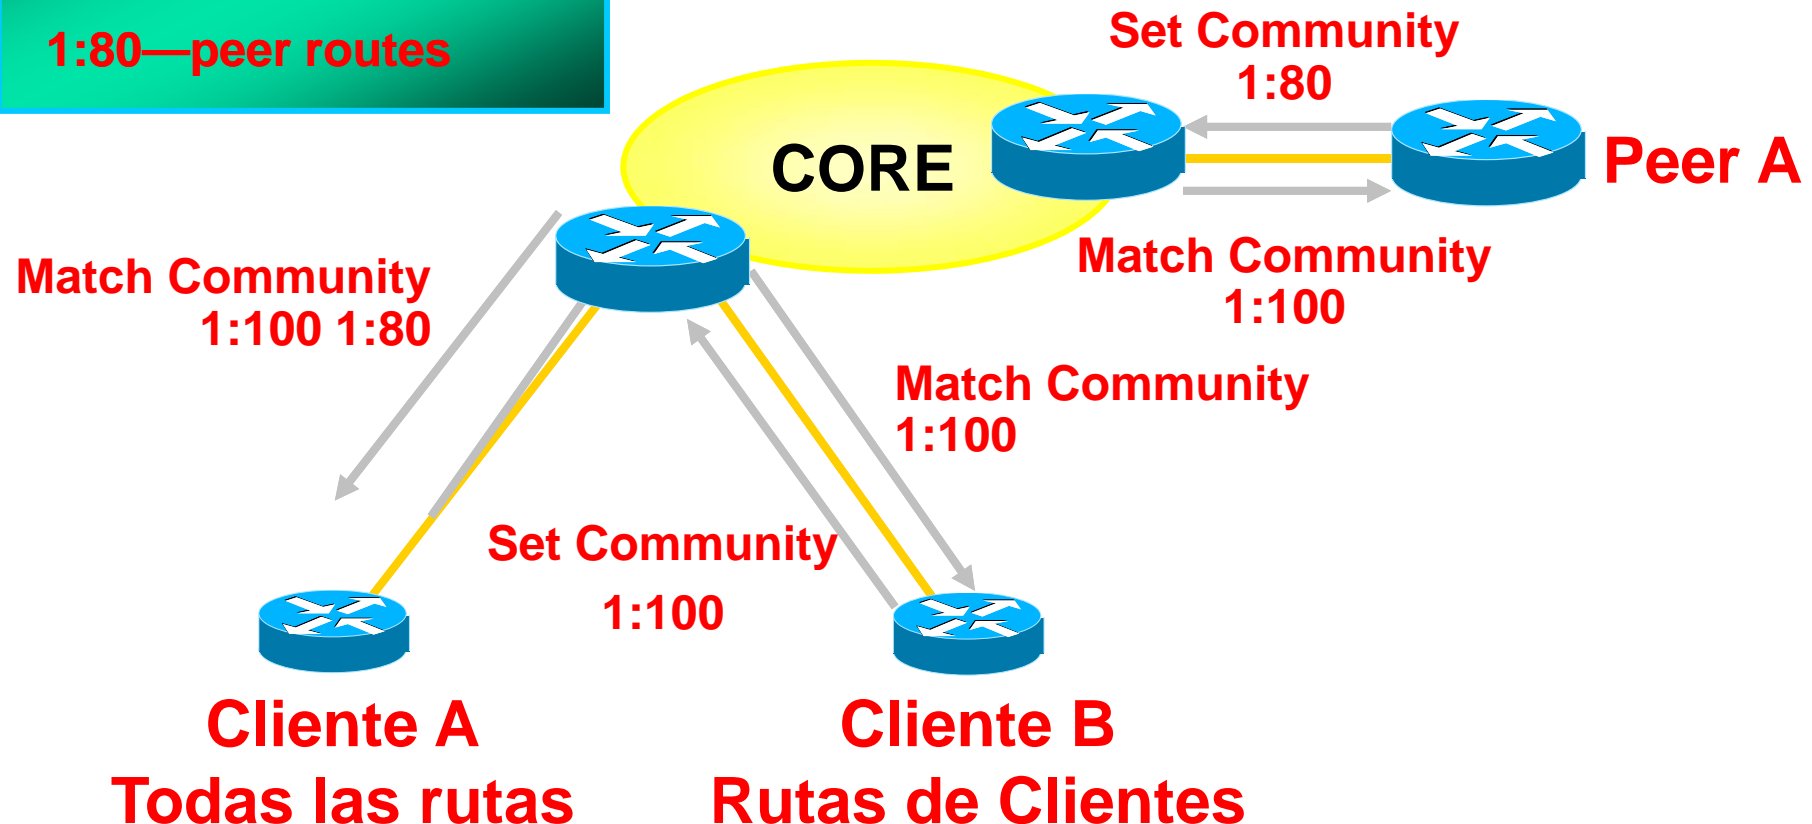 1:80—peer routes
Set Community
1:80
CORE
Peer A
Match Community
1:100 1:80
Match Community
1:100
Match Community
1:100
Set Community
1:100
Cliente A
Todas las rutas
Cliente B
Rutas de Clientes